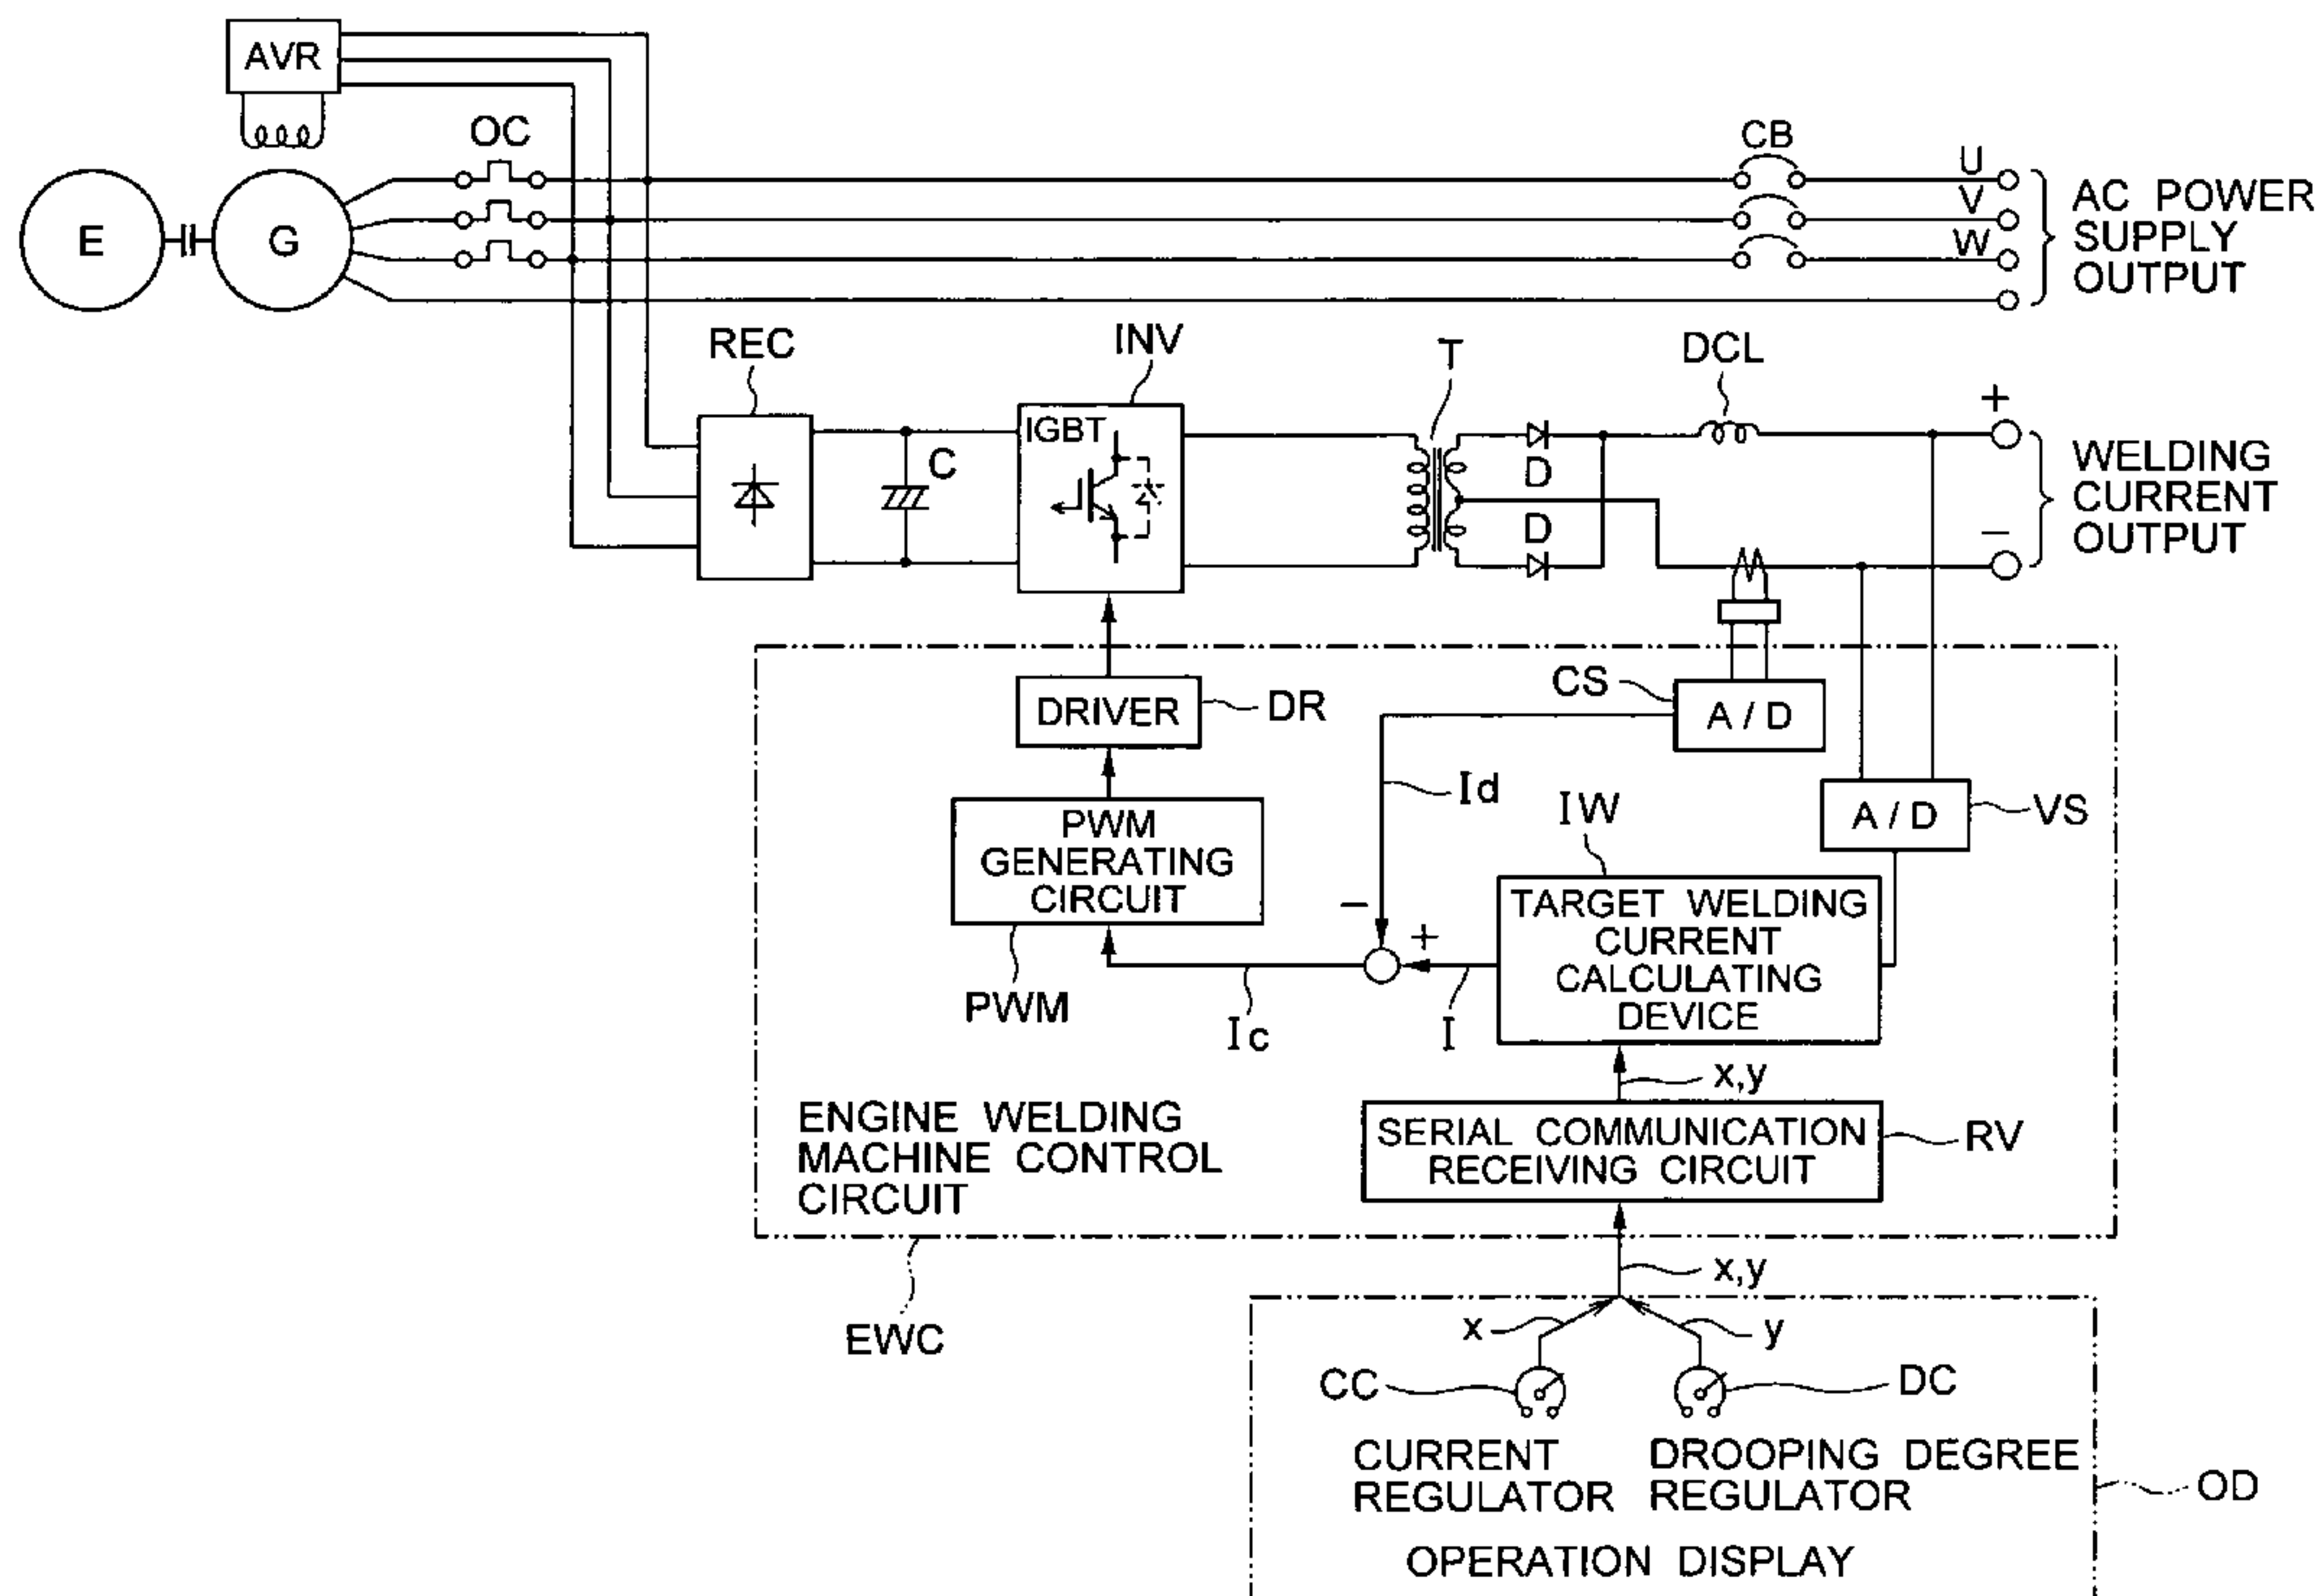 AVR
OC
CB
U
V
W
E
G
AC POWER
SUPPLY
OUTPUT
REC
INV
T
DCL
+
IGBT
C
D
D
WELDING
CURRENT
OUTPUT
−
DRIVER
DR
CS
A / D
Id
IW
A / D
VS
PWM
GENERATING
CIRCUIT
TARGET WELDING
CURRENT
CALCULATING
DEVICE
−
+
PWM
Ic
I
x,y
ENGINE WELDING
MACHINE CONTROL
CIRCUIT
SERIAL COMMUNICATION
RECEIVING CIRCUIT
RV
x,y
EWC
x
y
CC
DC
CURRENT
REGULATOR
DROOPING DEGREE
REGULATOR
OD
OPERATION DISPLAY